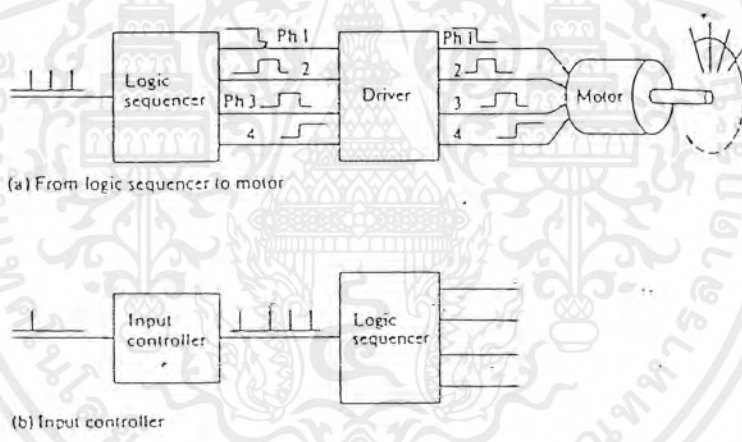 Ph 1
2
Ph 3
4
Logic
sequencer
Driver
Ph 1
2
3
4
Motor
(a) From logic sequencer to motor
Input
controller
Logic
sequencer
(b) Input controller